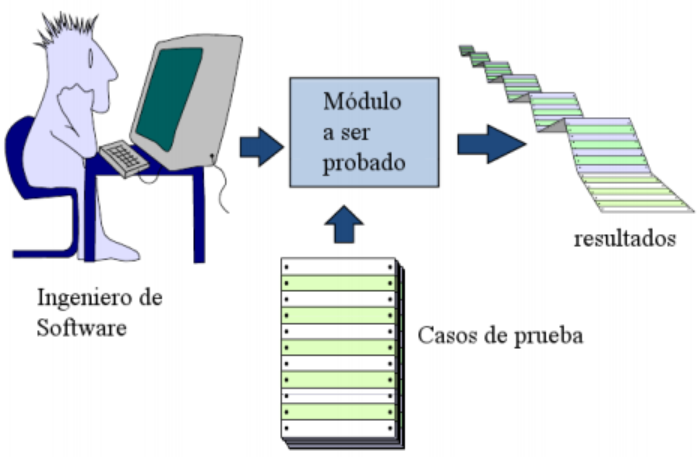 Módulo
a ser
probado
resultados
Ingeniero de
Software
Casos de prueba